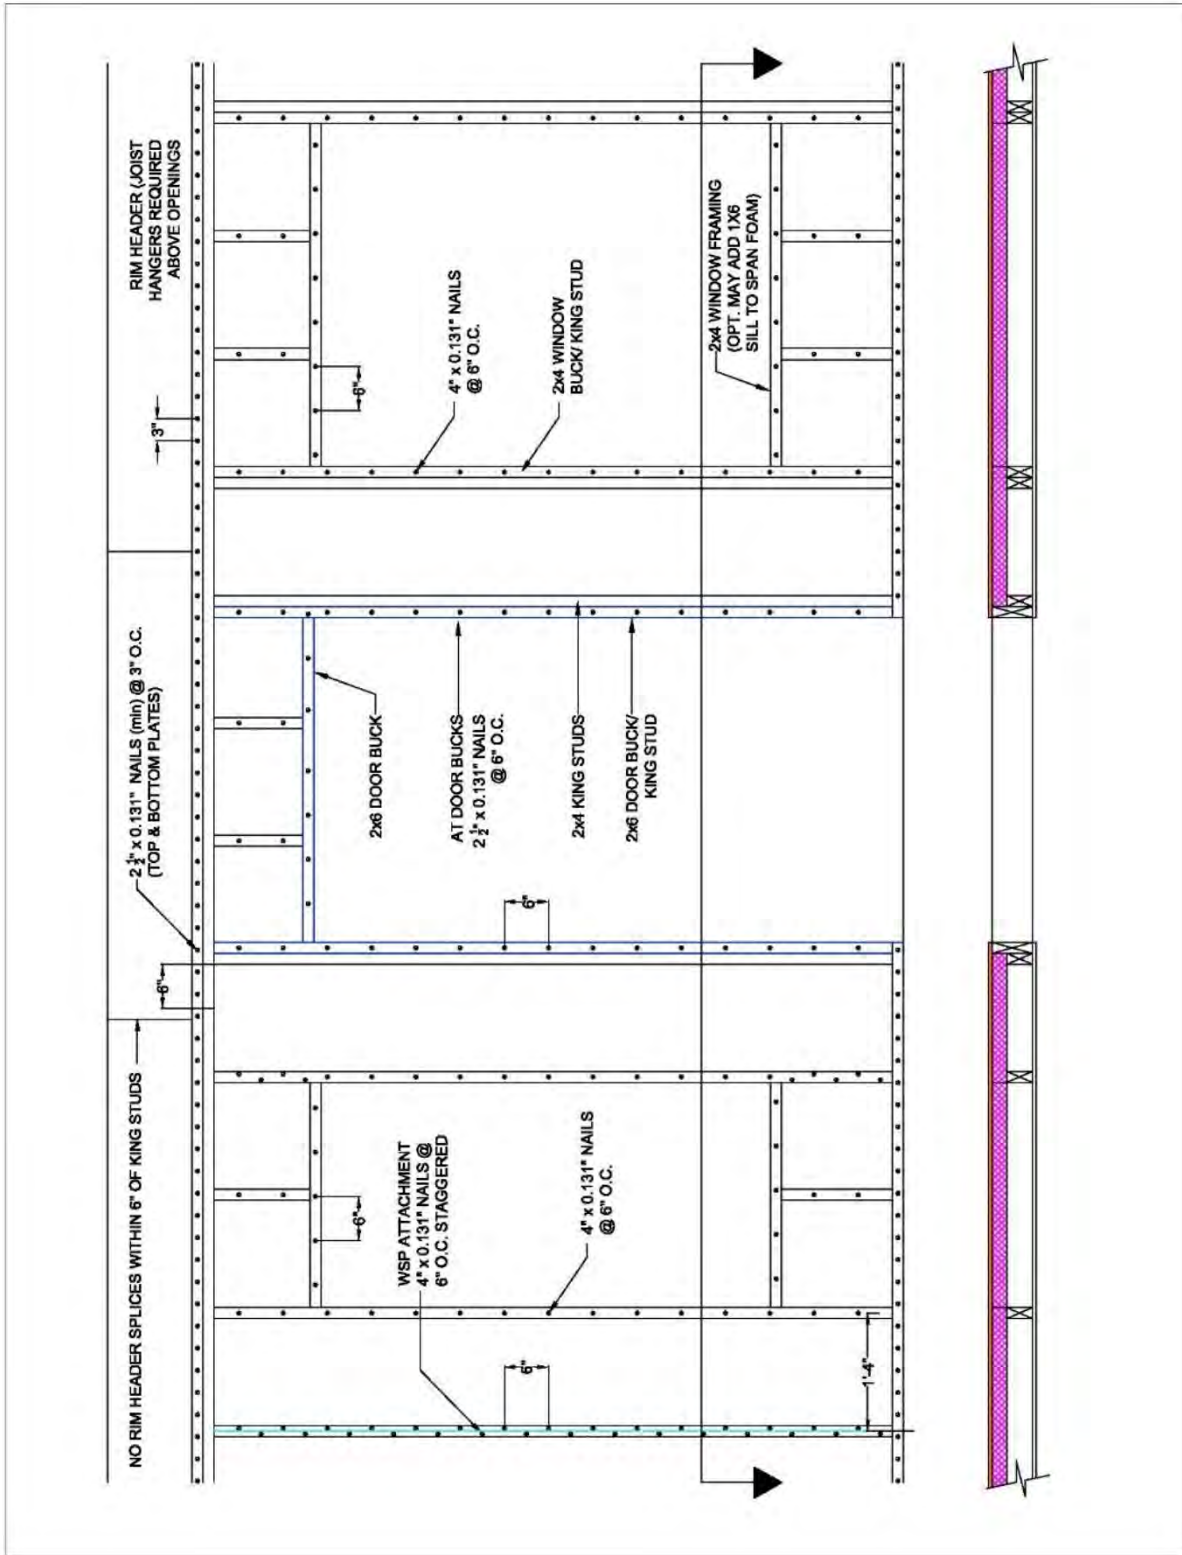 NO RIM HEADER SPLICES WITHIN 6" OF KING STUDS
6"
2 1/2" x 0.131" NAILS (min) @ 3" O.C.
(TOP & BOTTOM PLATES)
3"
RIM HEADER (JOIST
HANGERS REQUIRED
ABOVE OPENINGS
6"
WSP ATTACHMENT
4" x 0.131" NAILS @
6" O.C. STAGGERED
6"
4" x 0.131" NAILS
@ 6" O.C.
1'-4"
6"
2x6 DOOR BUCK
AT DOOR BUCKS
2 1/2" x 0.131" NAILS
@ 6" O.C.
2x4 KING STUDS
2x6 DOOR BUCK/
KING STUD
6"
4" x 0.131" NAILS
@ 6" O.C.
2x4 WINDOW
BUCK/ KING STUD
2x4 WINDOW FRAMING
(OPT. MAY ADD 1X6
SILL TO SPAN FOAM)